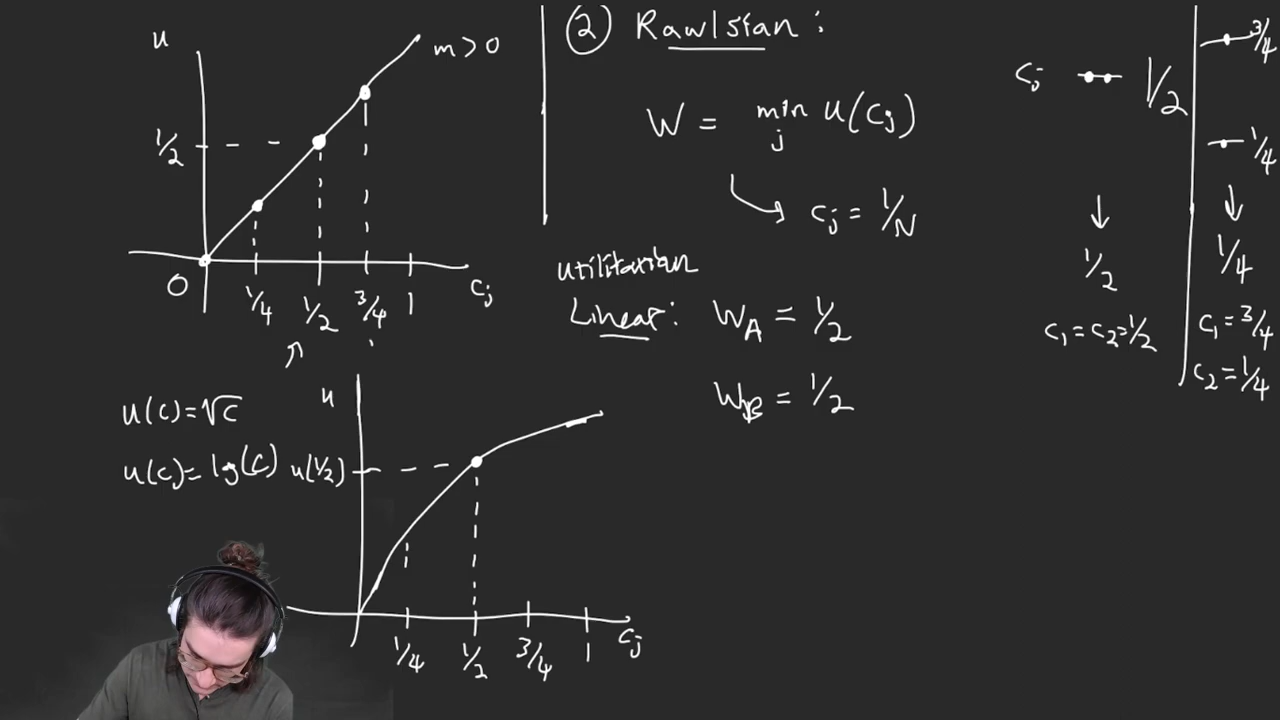 u
m > 0
1/2
0
1/4 1/2 3/4 1 cj
② Rawlsian :
W = min u(cj)
j
cj = 1/N
utilitarian
Linear : WA = 1/2
WB = 1/2
cj 1/2
1/2
c1 = c2 = 1/2
3/4
1/4
1/4
c1 = 3/4
c2 = 1/4
u(c) = √c
u(c) = log(c)
u
u(1/2)
1/4 1/2 3/4 1 cj